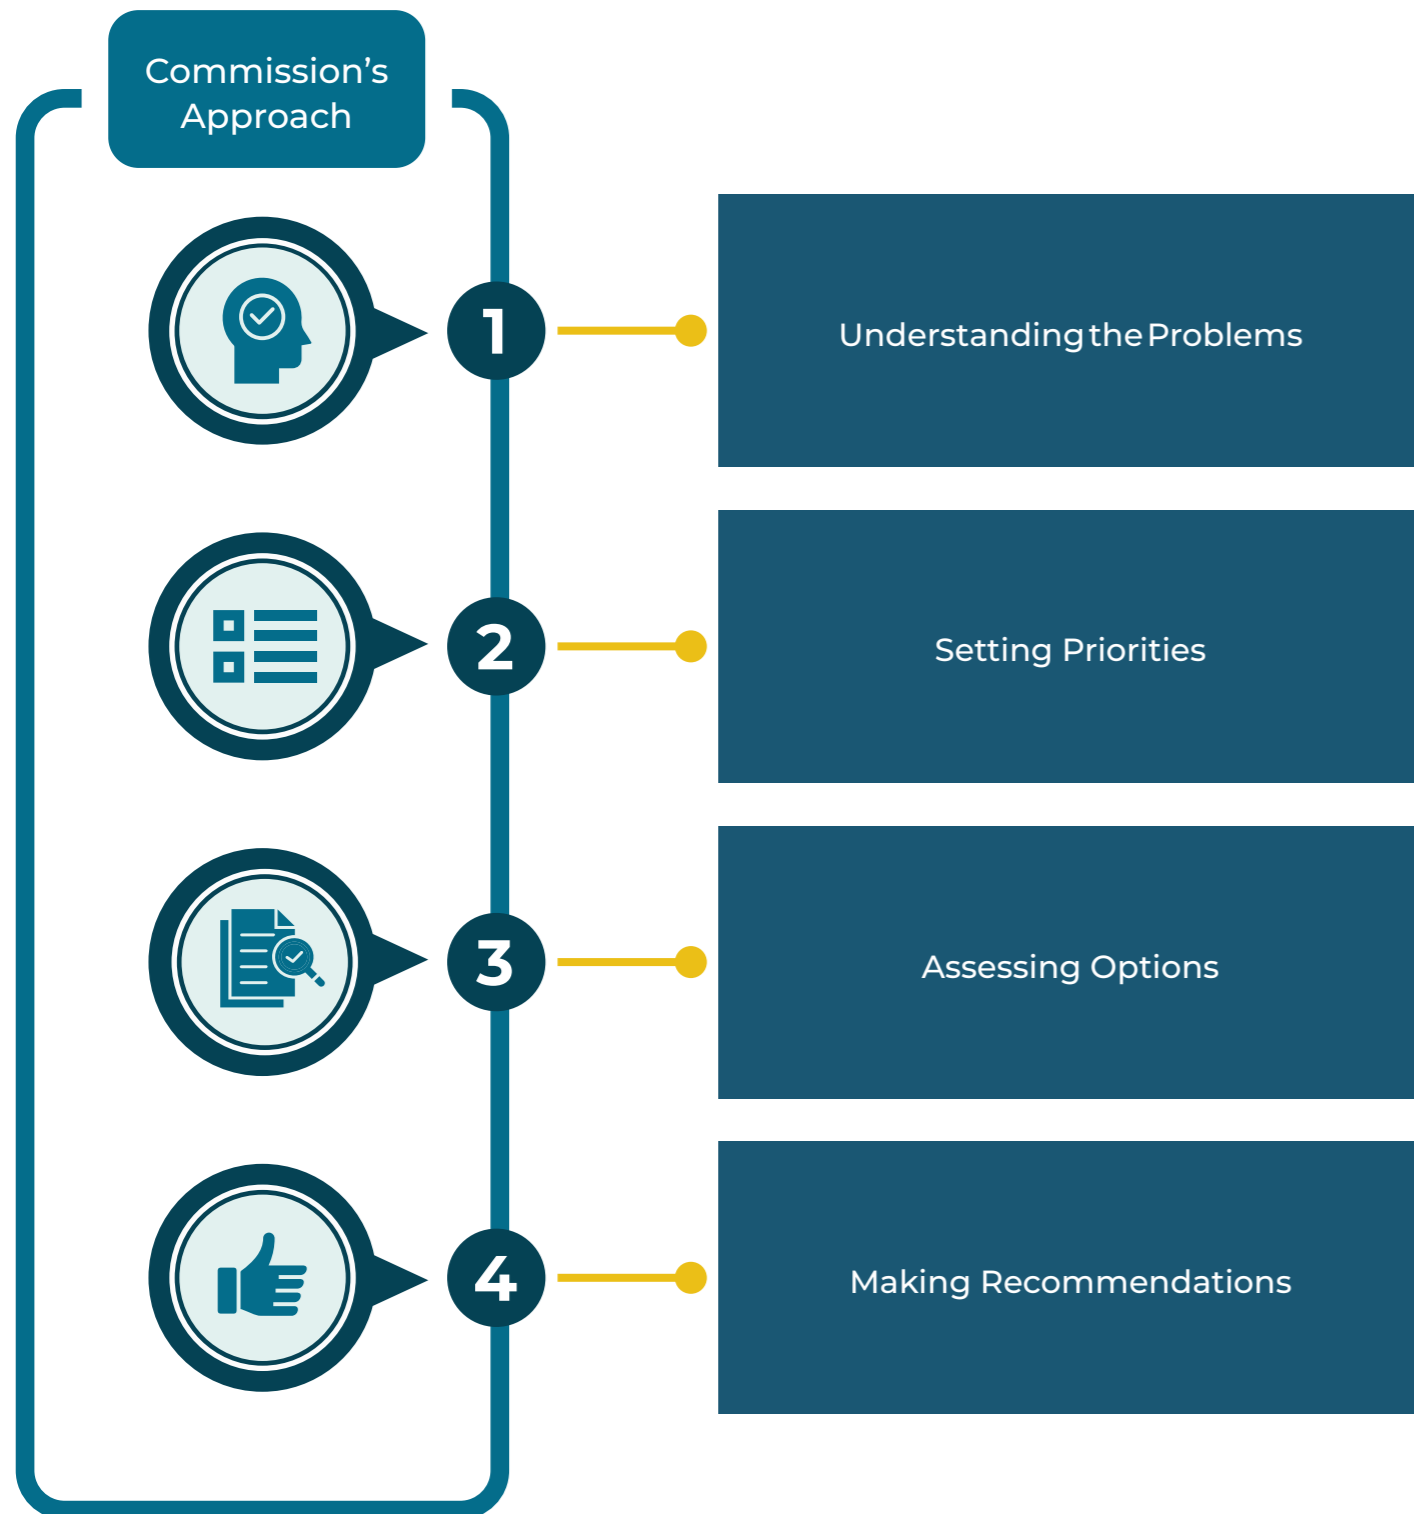 Commission’s
Approach
1
Understanding the Problems
2
Setting Priorities
3
Assessing Options
4
Making Recommendations